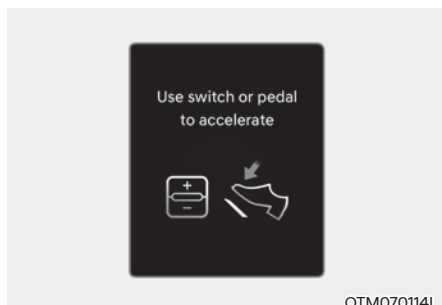 Use switch or pedal
to accelerate
+
−
OTM070114L